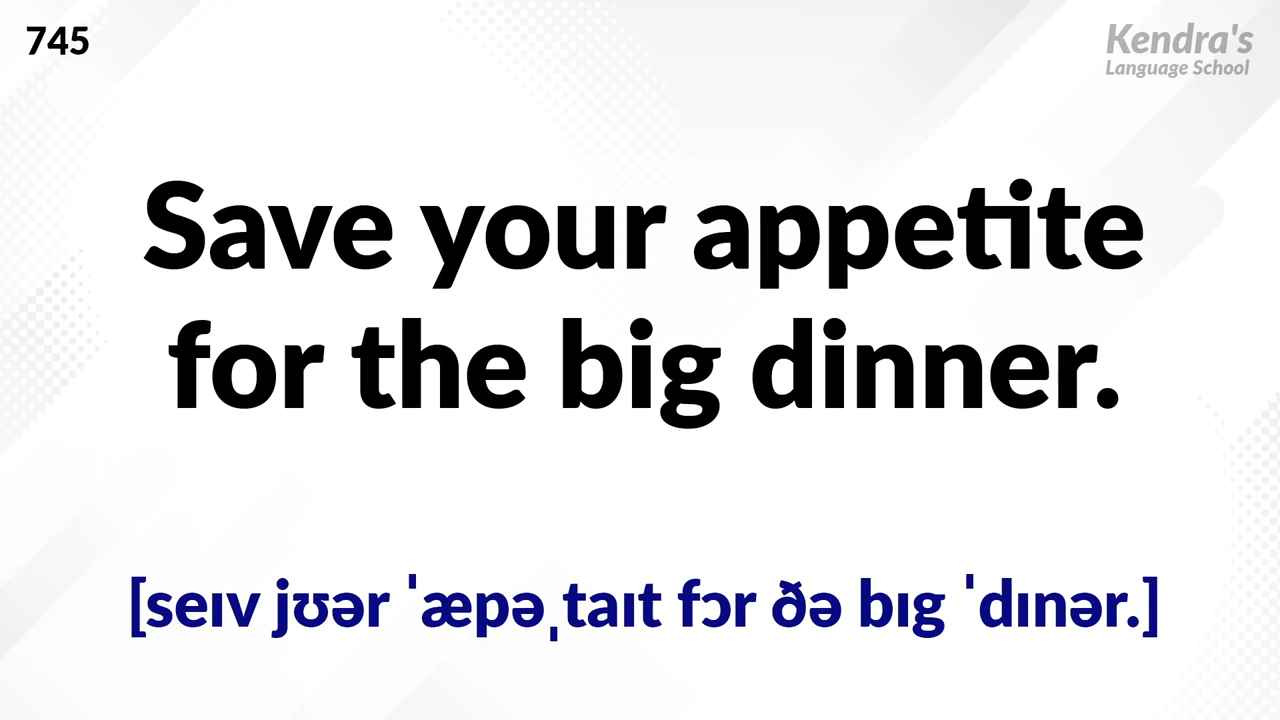 745
Kendra's
Language School
Save your appetite
for the big dinner.
[seɪv jʊər ˈæpəˌtaɪt fɔr ðə bɪg ˈdɪnər.]